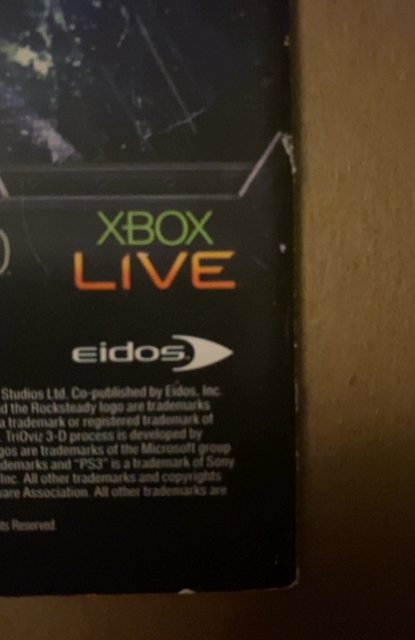 XBOX
LIVE
eidos
Studios Ltd. Co-published by Eidos, Inc.
d the Rocksteady logo are trademarks
a trademark or registered trademark of
. TriOviz 3-D process is developed by
gos are trademarks of the Microsoft group
demarks and "PS3" is a trademark of Sony
Inc. All other trademarks and copyrights
ware Association. All other trademarks are
ts Reserved